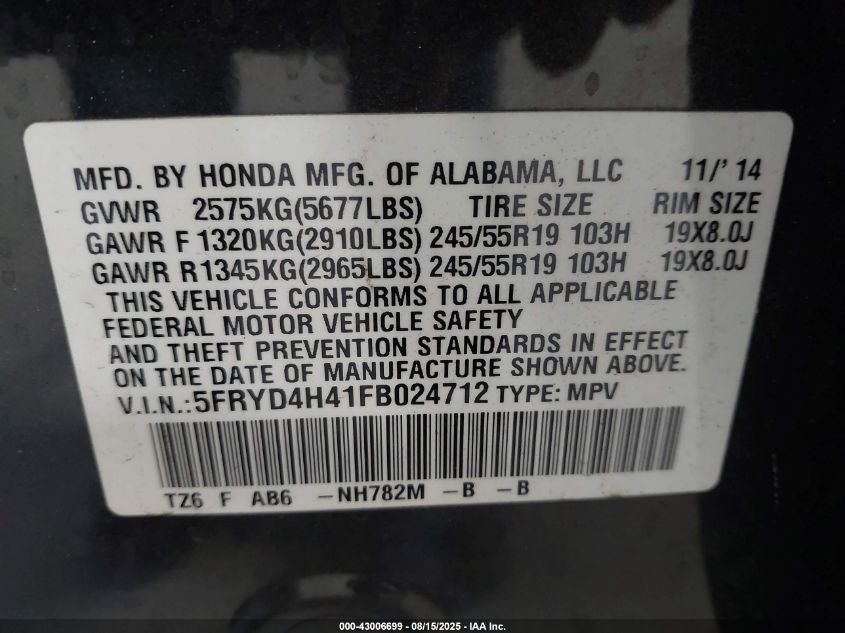 MFD. BY HONDA MFG. OF ALABAMA, LLC 11/' 14
GVWR 2575KG(5677LBS) TIRE SIZE RIM SIZE
GAWR F 1320KG(2910LBS) 245/55R19 103H 19X8.0J
GAWR R1345KG(2965LBS) 245/55R19 103H 19X8.0J
THIS VEHICLE CONFORMS TO ALL APPLICABLE
FEDERAL MOTOR VEHICLE SAFETY
AND THEFT PREVENTION STANDARDS IN EFFECT
ON THE DATE OF MANUFACTURE SHOWN ABOVE.
V.I.N.:5FRYD4H41FB024712 TYPE: MPV
TZ6 F AB6 -NH782M -B -B
000-43006699 - 08/15/2025 - IAA Inc.